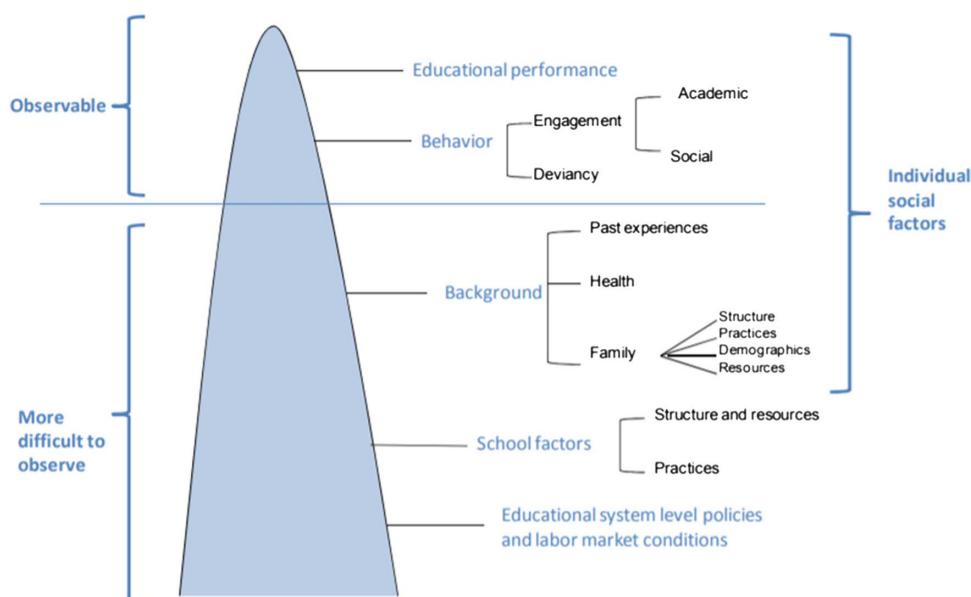 Observable
Educational performance
Behavior
Engagement
Academic
Social
Deviancy
Individual
social
factors
Background
Past experiences
Health
Family
Structure
Practices
Demographics
Resources
More
difficult to
observe
School factors
Structure and resources
Practices
Educational system level policies
and labor market conditions